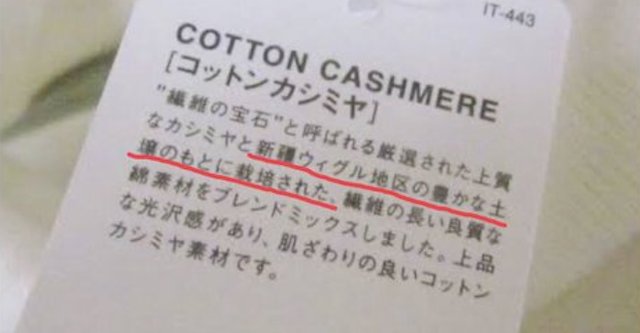 IT-443
COTTON CASHMERE
[コットンカシミヤ]
"繊維の宝石"と呼ばれる厳選された上質
なカシミヤと新疆ウィグル地区の豊かな土
壌のもとに栽培された、繊維の長い良質な
綿素材をブレンドミックスしました。上品
な光沢感があり、肌ざわりの良いコットン
カシミヤ素材です。